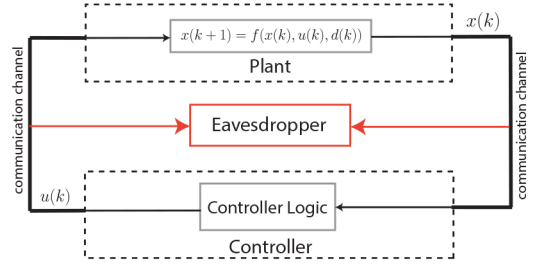 x(k+1) = f(x(k), u(k), d(k))
x(k)
Plant
communication channel
communication channel
Eavesdropper
u(k)
Controller Logic
Controller